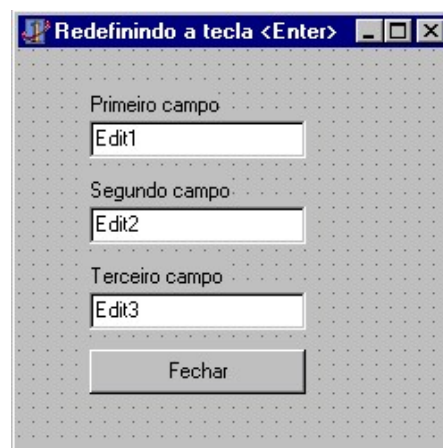 Redefinindo a tecla <Enter>
Primeiro campo
Edit1
Segundo campo
Edit2
Terceiro campo
Edit3
Fechar